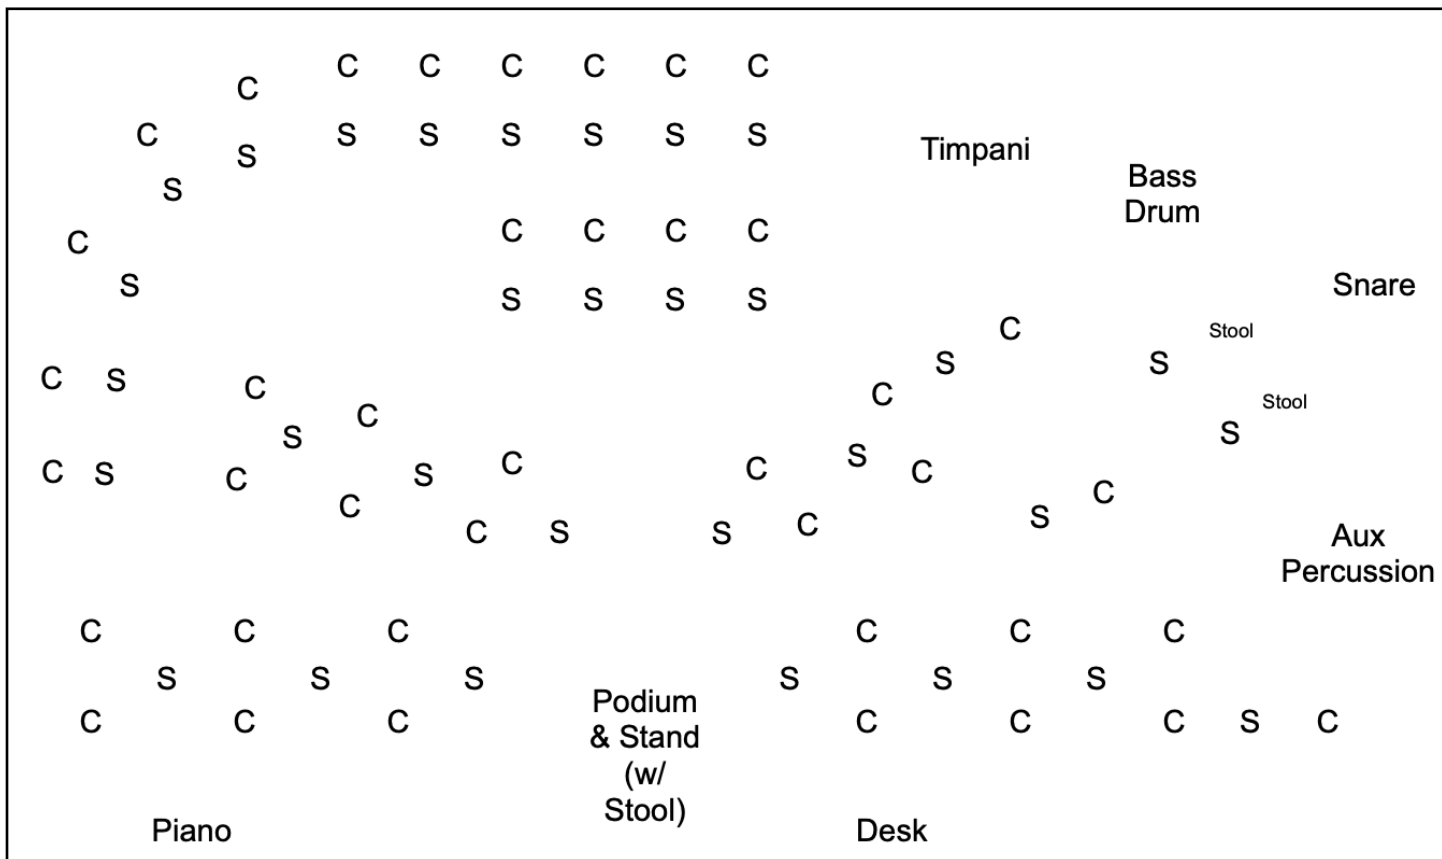 C C C C C C
C
C S S S S S S
S
Timpani
S
Bass
Drum
C C C C C
S
Snare
S S S S
C Stool
S S
C S C C Stool
C
S S
S C C C
C S C S C
C S C
C S S C
Aux
Percussion
C C C C C C
S S S S S S
Podium
& Stand
(w/
Stool)
C C C C C C S C
Piano Desk